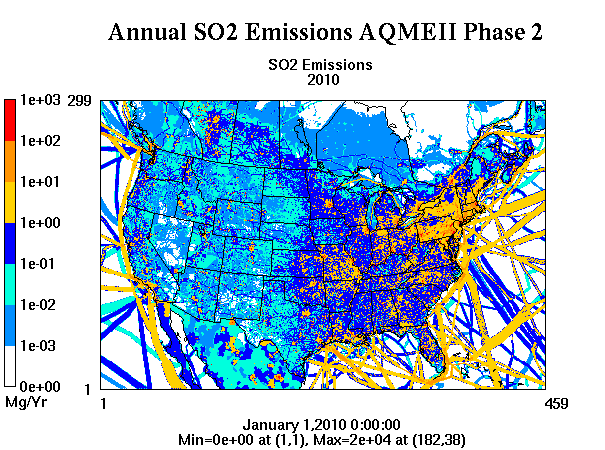 Annual SO2 Emissions AQMEII Phase 2
SO2 Emissions
2010
1e+03
1e+02
1e+01
1e+00
1e-01
1e-02
1e-03
0e+00
Mg/Yr
299
1
1
459
January 1,2010 0:00:00
Min=0e+00 at (1,1), Max=2e+04 at (182,38)